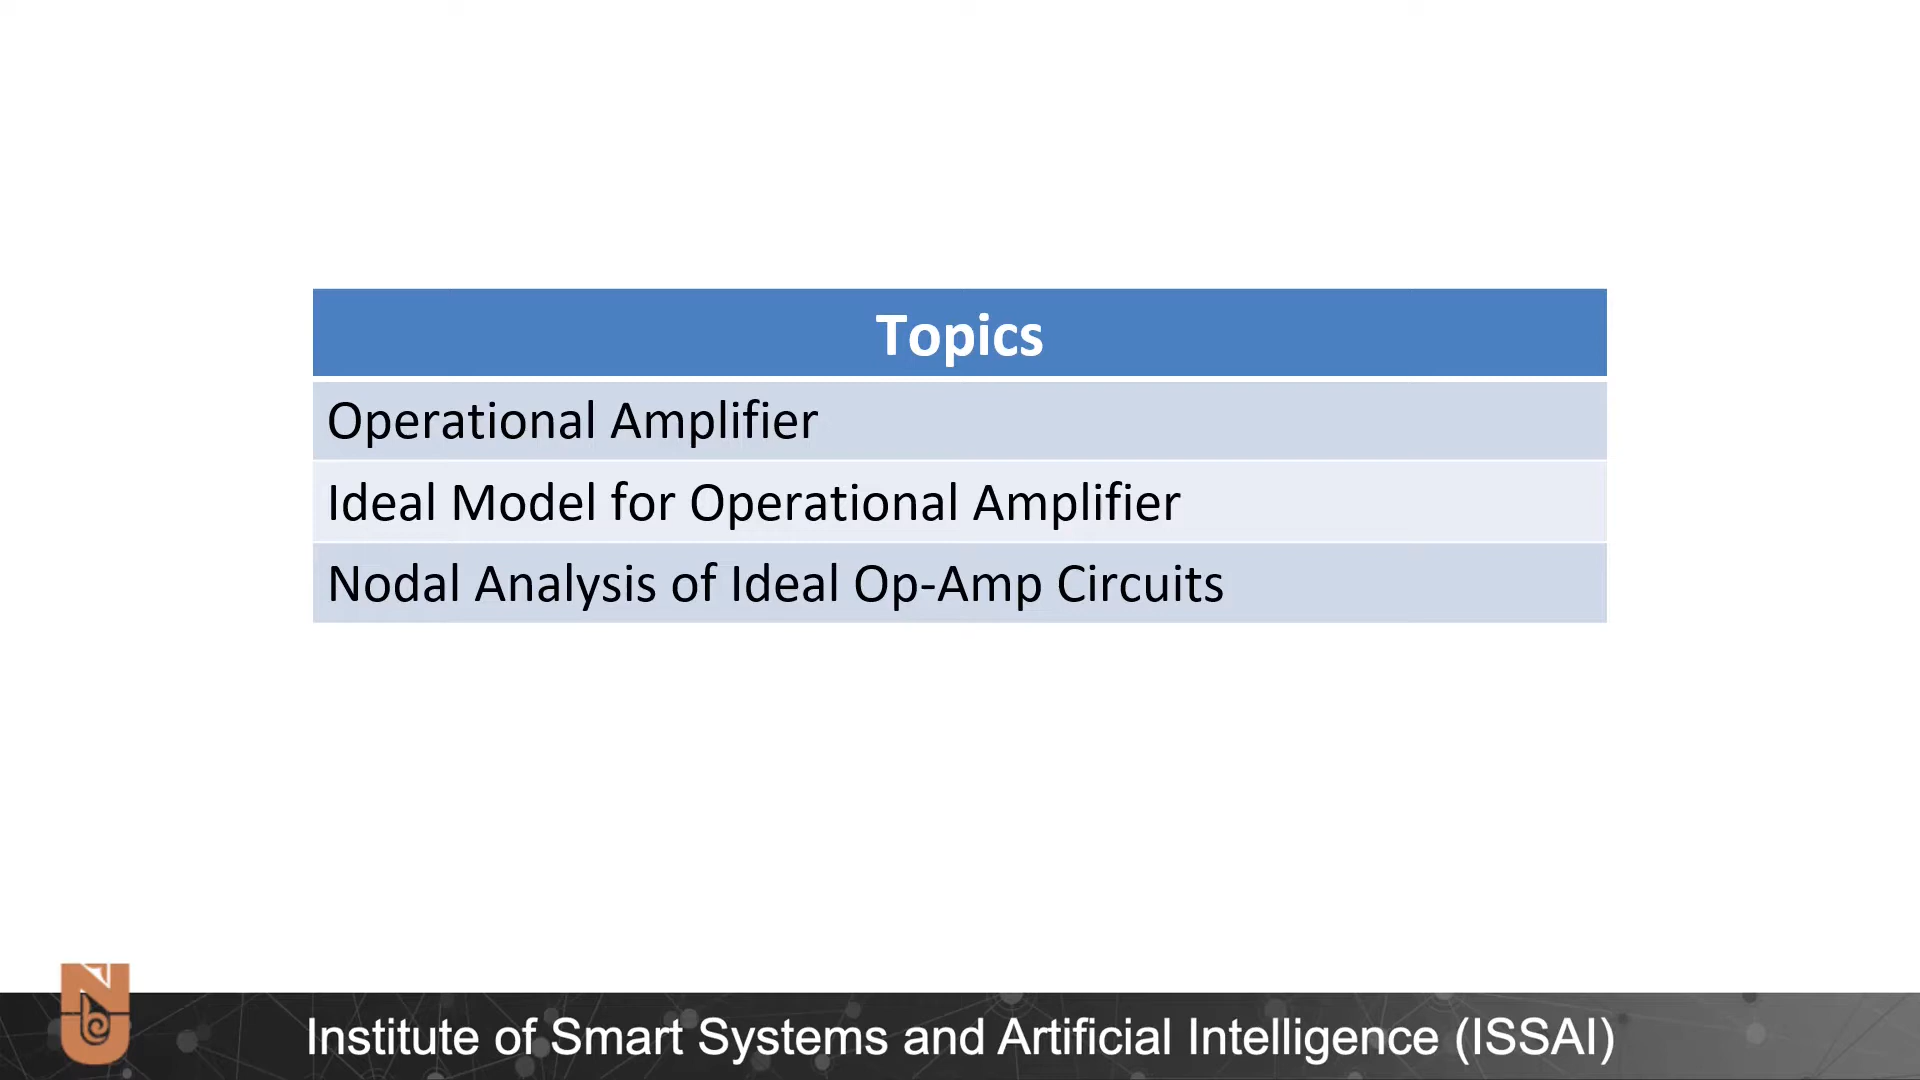 Topics
Operational Amplifier
Ideal Model for Operational Amplifier
Nodal Analysis of Ideal Op-Amp Circuits
Institute of Smart Systems and Artificial Intelligence (ISSAI)